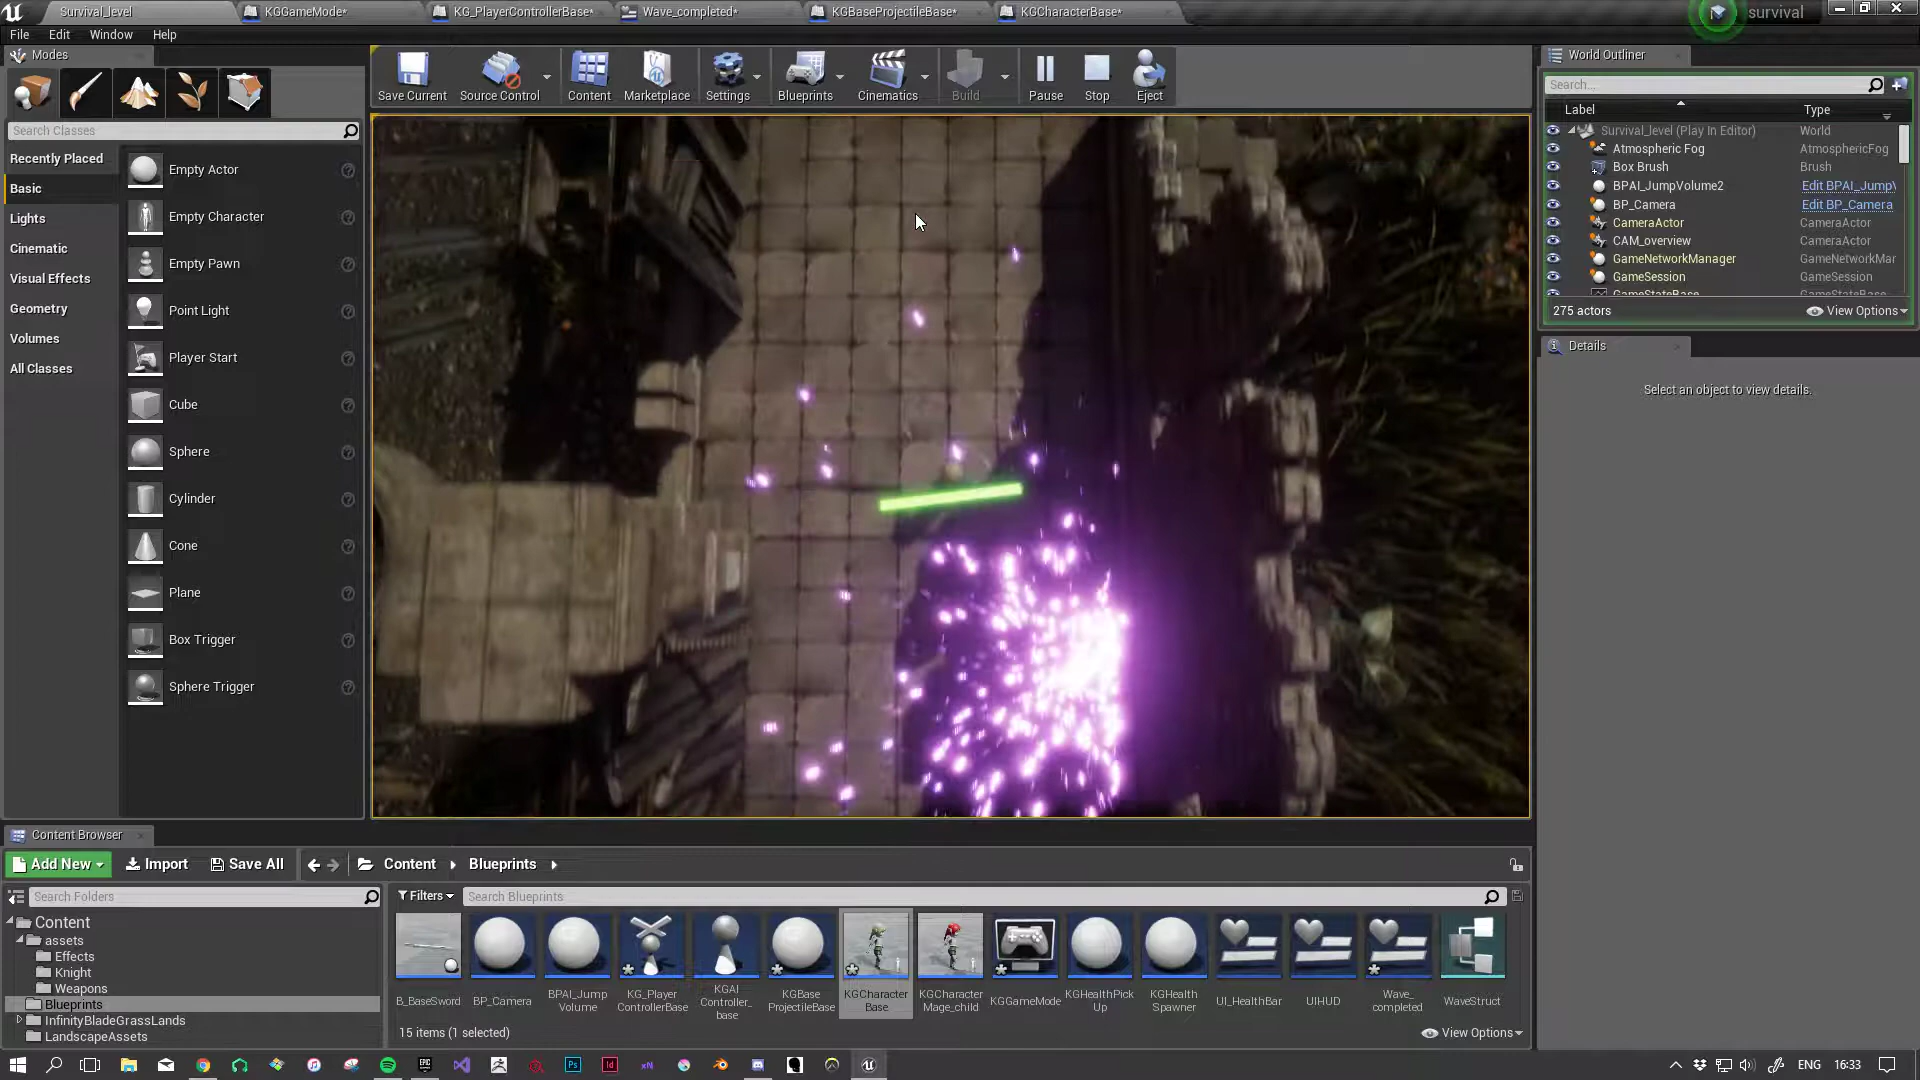 Survival_level
KGGameMode*
KG_PlayerControllerBase*
Wave_completed*
KGBaseProjectileBase*
KGCharacterBase*
survival
File Edit Window Help
Modes
Save Current
Source Control
Content
Marketplace
Settings
Blueprints
Cinematics
Build
Pause
Stop
Eject
Search Classes
Recently Placed
Basic
Lights
Cinematic
Visual Effects
Geometry
Volumes
All Classes
Empty Actor
Empty Character
Empty Pawn
Point Light
Player Start
Cube
Sphere
Cylinder
Cone
Plane
Box Trigger
Sphere Trigger
World Outliner
Search...
Label Type
Survival_level (Play In Editor) World
Atmospheric Fog AtmosphericFog
Box Brush Brush
BPAI_JumpVolume2 Edit BPAI_JumpV
BP_Camera Edit BP_Camera
CameraActor CameraActor
CAM_overview CameraActor
GameNetworkManager GameNetworkMar
GameSession GameSession
GameStateBase GameStateBase
275 actors View Options
Details
Select an object to view details.
Content Browser
Add New Import Save All Content Blueprints
Search Folders
Filters Search Blueprints
Content
assets
Effects
Knight
Weapons
Blueprints
InfinityBladeGrassLands
LandscapeAssets
B_BaseSword
BP_Camera
BPAI_Jump
Volume
KG_Player
ControllerBase
KGAI
Controller_
base
KGBase
ProjectileBase
KGCharacter
Base
KGCharacter
Mage_child
KGGameMode
KGHealthPick
Up
KGHealth
Spawner
UI_HealthBar
UIHUD
Wave_
completed
WaveStruct
15 items (1 selected)
View Options
ENG 16:33